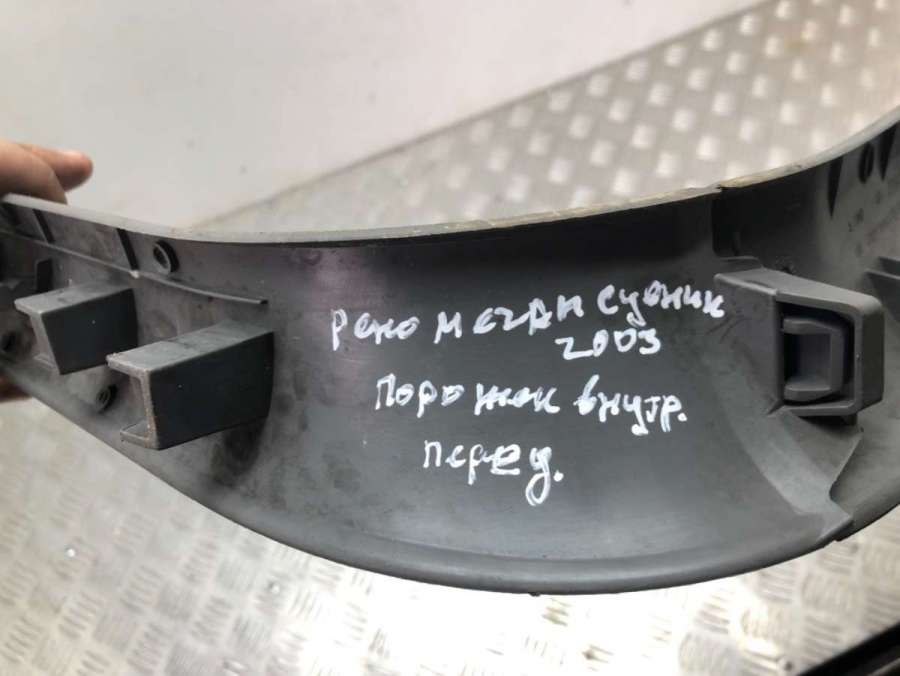 Рено Меган сценик
2003
Порожек внутр.
перед.